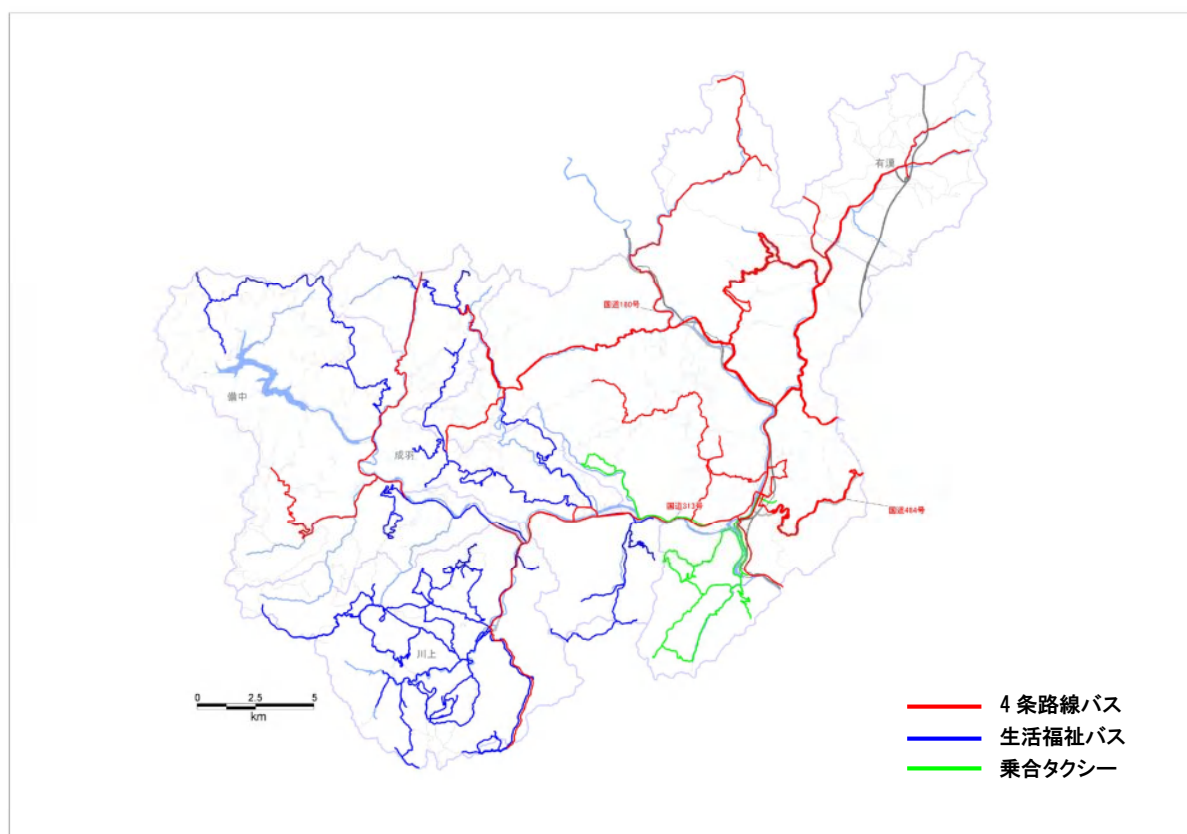 有漢
国道180号
備中
成羽
国道313号
国道484号
川上
0 2.5 5
km
4条路線バス
生活福祉バス
乗合タクシー